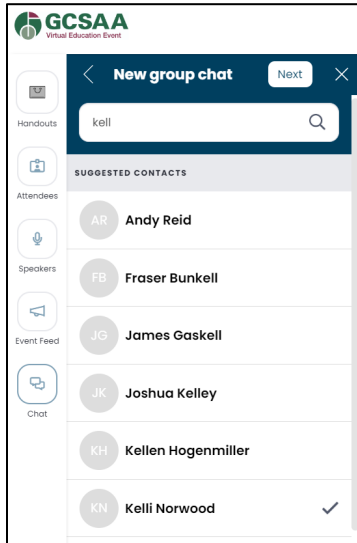 GCSAA
Virtual Education Event
New group chat
Next
kell
Handouts
SUGGESTED CONTACTS
Attendees
AR
Andy Reid
Speakers
FB
Fraser Bunkell
Event Feed
JG
James Gaskell
Chat
JK
Joshua Kelley
KH
Kellen Hogenmiller
KN
Kelli Norwood